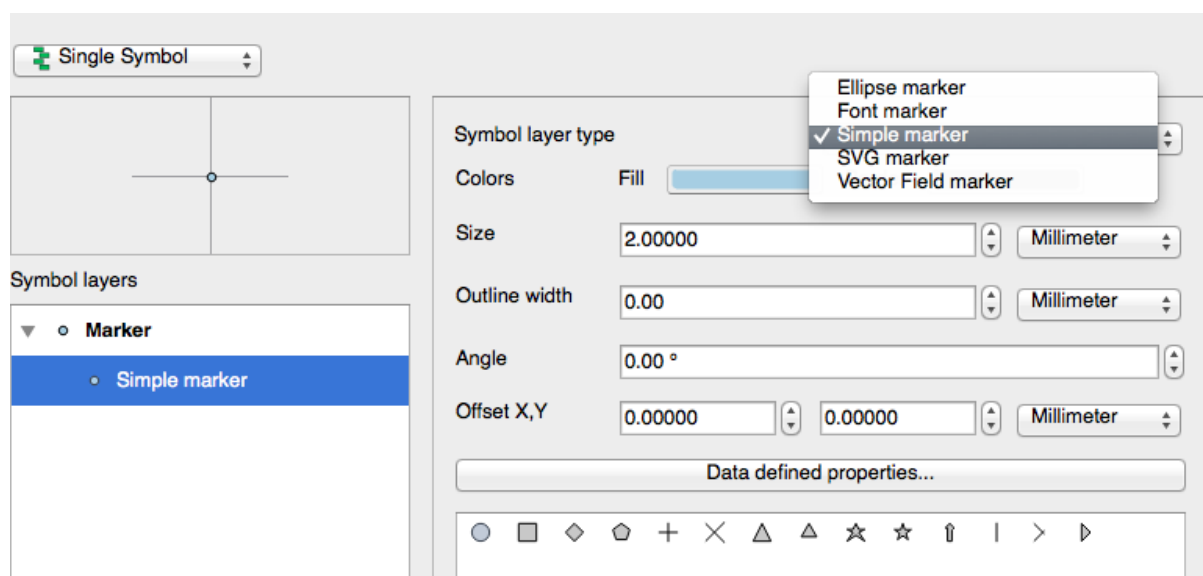 Single Symbol
Ellipse marker
Font marker
Symbol layer type
✓ Simple marker
SVG marker
Colors Fill
Vector Field marker
Size 2.00000 Millimeter
Symbol layers
Outline width 0.00 Millimeter
Marker
Angle 0.00 °
Simple marker
Offset X,Y 0.00000 0.00000 Millimeter
Data defined properties...